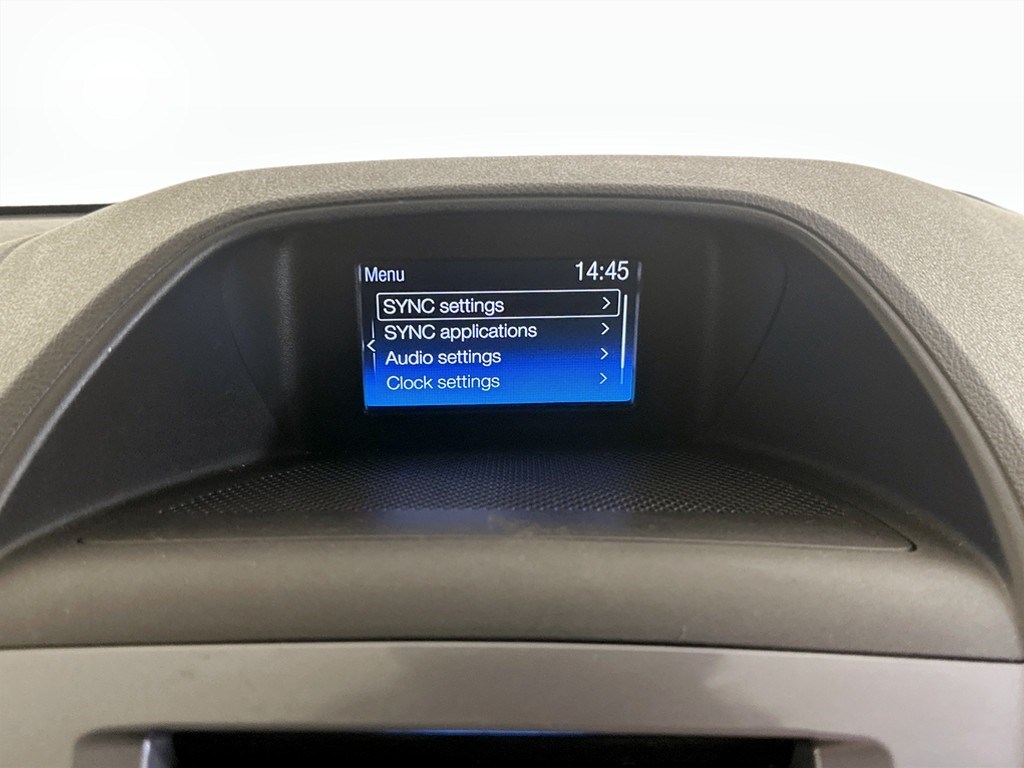 Menu 14:45
SYNC settings >
SYNC applications >
<
Audio settings >
Clock settings >